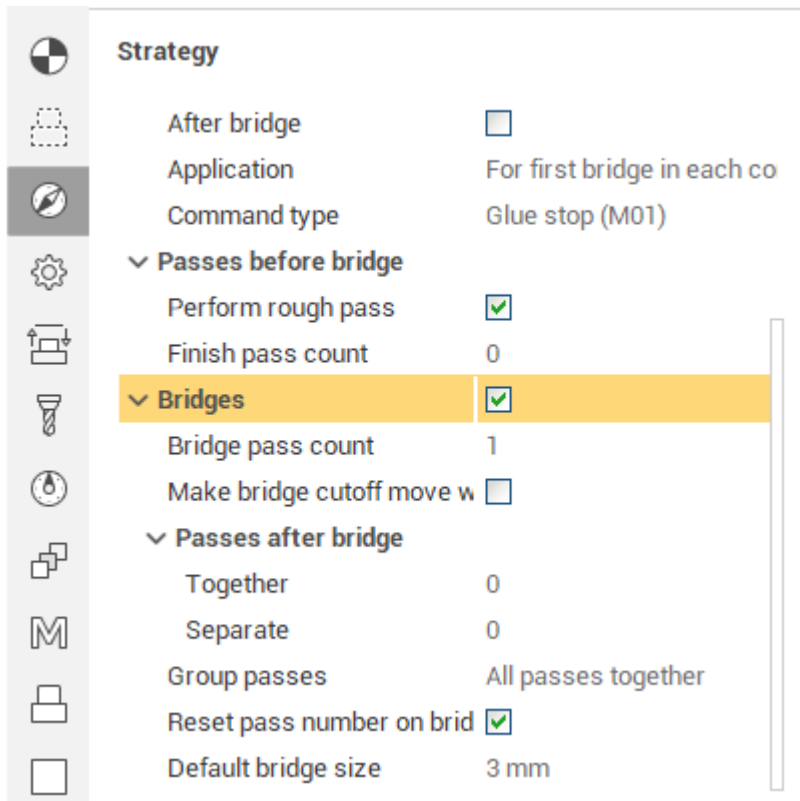 Strategy
After bridge
Application For first bridge in each co
Command type Glue stop (M01)
Passes before bridge
Perform rough pass
Finish pass count 0
Bridges
Bridge pass count 1
Make bridge cutoff move w
Passes after bridge
Together 0
Separate 0
Group passes All passes together
Reset pass number on brid
Default bridge size 3 mm